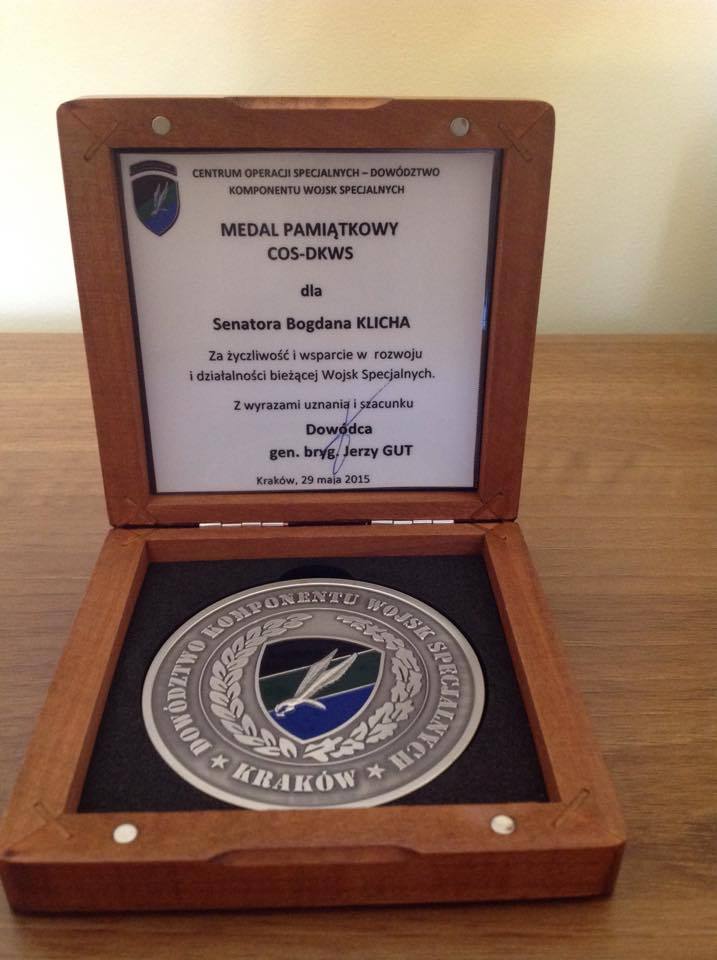 CENTRUM OPERACJI SPECJALNYCH – DOWÓDZTWO
KOMPONENTU WOJSK SPECJALNYCH
MEDAL PAMIĄTKOWY
COS-DKWS
dla
Senatora Bogdana KLICHA
Za życzliwość i wsparcie w rozwoju
i działalności bieżącej Wojsk Specjalnych.
Z wyrazami uznania i szacunku
Dowódca
gen. bryg. Jerzy GUT
Kraków, 29 maja 2015
DOWÓDZTWO KOMPONENTU WOJSK SPECJALNYCH
★ KRAKÓW ★